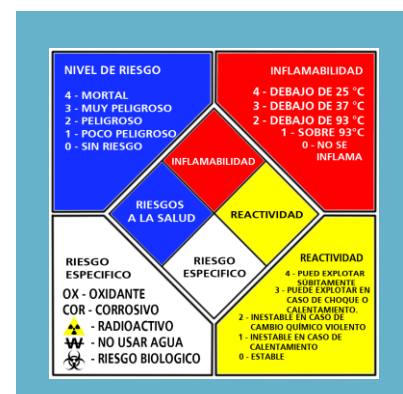 NIVEL DE RIESGO
4 - MORTAL
3 - MUY PELIGROSO
2 - PELIGROSO
1 - POCO PELIGROSO
0 - SIN RIESGO
INFLAMABILIDAD
4 - DEBAJO DE 25 °C
3 - DEBAJO DE 37 °C
2 - DEBAJO DE 93 °C
1 - SOBRE 93°C
0 - NO SE
INFLAMA
INFLAMABILIDAD
RIESGOS
A LA SALUD
REACTIVIDAD
RIESGO
ESPECIFICO
RIESGO
ESPECIFICO
OX - OXIDANTE
COR - CORROSIVO
- RADIOACTIVO
W - NO USAR AGUA
- RIESGO BIOLOGICO
REACTIVIDAD
4 - PUED EXPLOTAR
SÚBITAMENTE
3 - PUEDE EXPLOTAR EN
CASO DE CHOQUE O
CALENTAMIENTO.
2 - INESTABLE EN CASO DE
CAMBIO QUÍMICO VIOLENTO
1 - INESTABLE EN CASO DE
CALENTAMIENTO
0 - ESTABLE